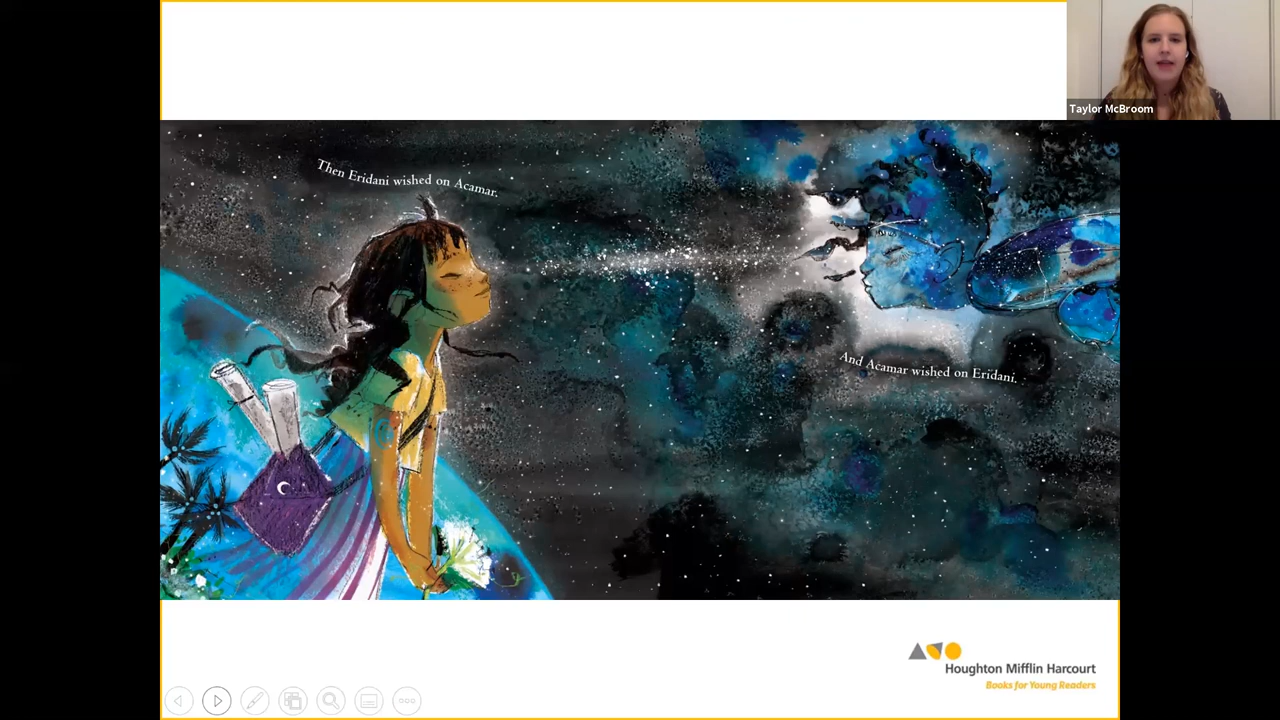 Taylor McBroom
Then Eridani wished on Acamar.
And Acamar wished on Eridani.
Houghton Mifflin Harcourt
Books for Young Readers